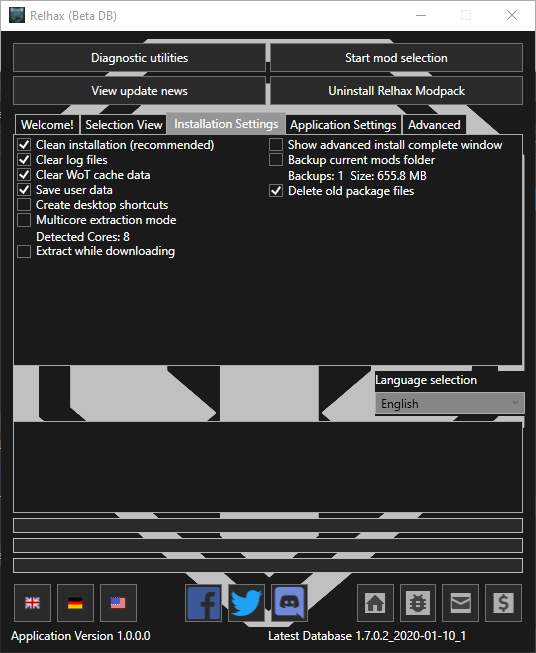 Relhax (Beta DB)
Diagnostic utilities
Start mod selection
View update news
Uninstall Relhax Modpack
Welcome!
Selection View
Installation Settings
Application Settings
Advanced
Clean installation (recommended)
Clear log files
Clear WoT cache data
Save user data
Create desktop shortcuts
Multicore extraction mode
Detected Cores: 8
Extract while downloading
Show advanced install complete window
Backup current mods folder
Backups: 1 Size: 655.8 MB
Delete old package files
Language selection
English
Application Version 1.0.0.0
Latest Database 1.7.0.2_2020-01-10_1